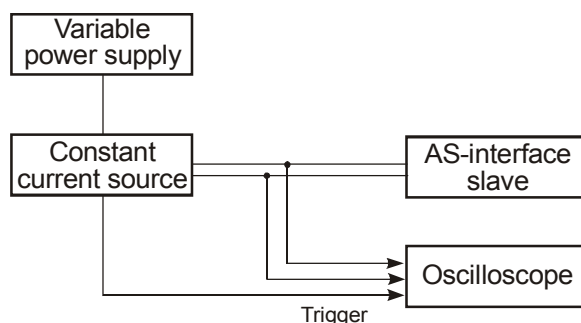 Variable
power supply
Constant
current source
AS-interface
slave
Oscilloscope
Trigger